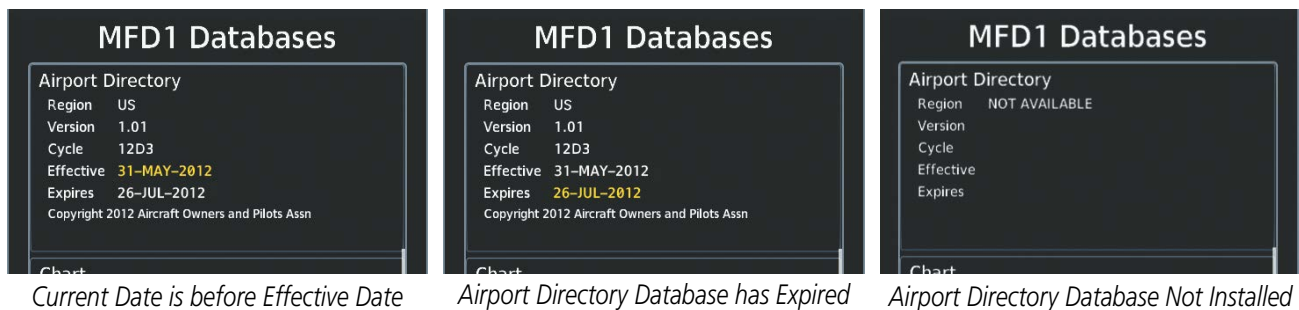 MFD1 Databases
Airport Directory
Region US
Version 1.01
Cycle 12D3
Effective 31–MAY–2012
Expires 26–JUL–2012
Copyright 2012 Aircraft Owners and Pilots Assn
Chart
Current Date is before Effective Date
MFD1 Databases
Airport Directory
Region US
Version 1.01
Cycle 12D3
Effective 31–MAY–2012
Expires 26–JUL–2012
Copyright 2012 Aircraft Owners and Pilots Assn
Chart
Airport Directory Database has Expired
MFD1 Databases
Airport Directory
Region NOT AVAILABLE
Version
Cycle
Effective
Expires
Chart
Airport Directory Database Not Installed